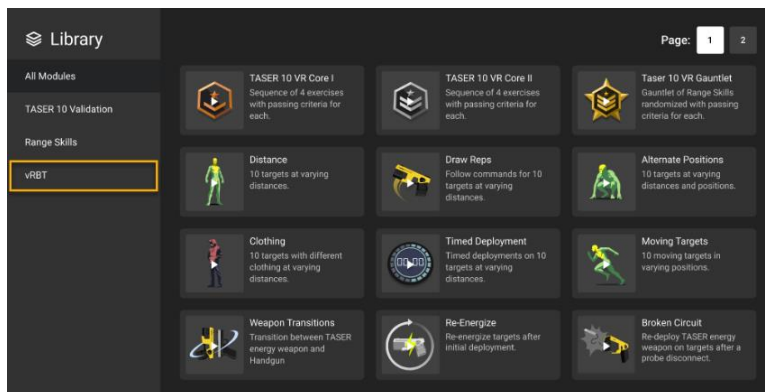 Library
Page: 1 2
All Modules
TASER 10 Validation
Range Skills
vRBT
TASER 10 VR Core I
Sequence of 4 exercises
with passing criteria for
each.
TASER 10 VR Core II
Sequence of 4 exercises
with passing criteria for
each.
Taser 10 VR Gauntlet
Gauntlet of Range Skills
randomized with passing
criteria for each.
Distance
10 targets at varying
distances.
Draw Reps
Follow commands for 10
targets at varying
distances.
Alternate Positions
10 targets at varying
distances and positions.
Clothing
10 targets with different
clothing at varying
distances.
00:00
Timed Deployment
Timed deployments on 10
targets at varying
distances.
Moving Targets
10 moving targets in
varying positions.
Weapon Transitions
Transition between TASER
energy weapon and
Handgun
Re-Energize
Re-energize targets after
initial deployment.
Broken Circuit
Re-deploy TASER energy
weapon on targets after a
probe disconnect.